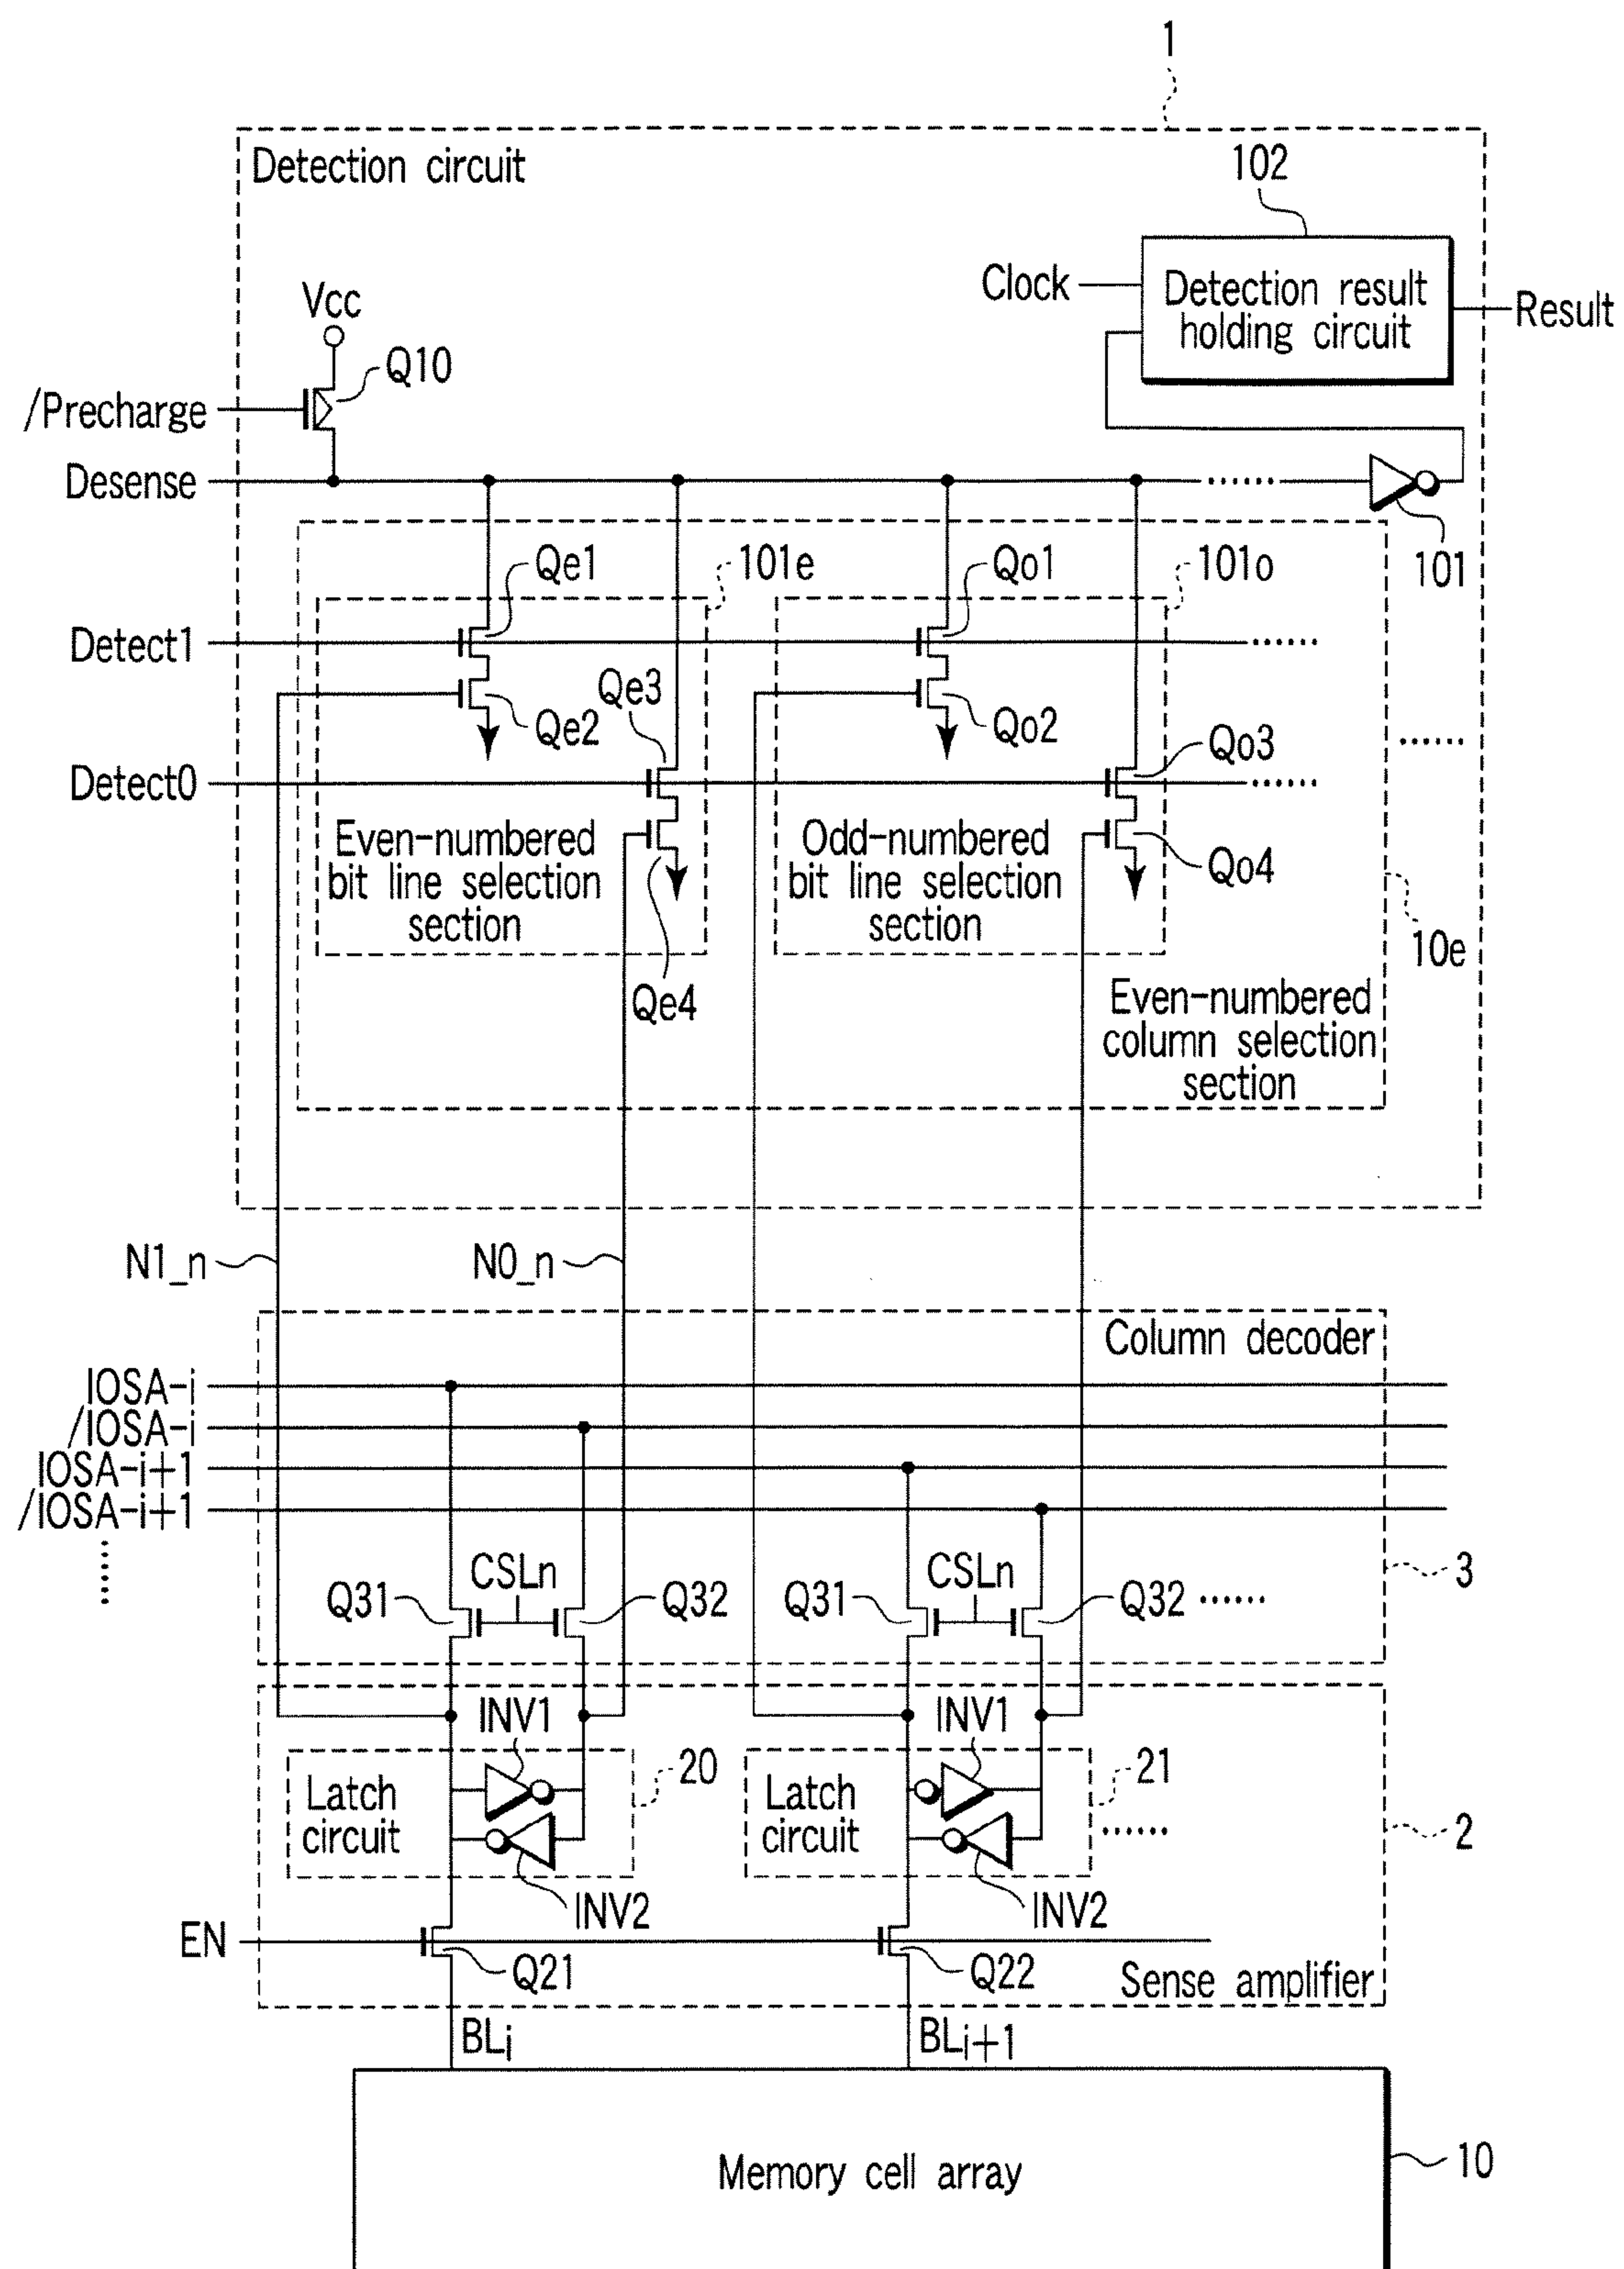 1
Detection circuit
102
Clock
Detection result
holding circuit
Result
Vcc
Q10
/Precharge
Desense
101
Qe1
101e
Qo1
101o
Detect1
Qe3
Qe2
Qo2
Qo3
Detect0
Even-numbered
bit line selection
section
Odd-numbered
bit line selection
section
Qo4
10e
Qe4
Even-numbered
column selection
section
N1_n
N0_n
Column decoder
IOSA-i
/IOSA-i
IOSA-i+1
/IOSA-i+1
3
Q31
CSLn
Q32
Q31
CSLn
Q32
INV1
INV1
20
21
Latch
circuit
Latch
circuit
2
INV2
INV2
EN
Q21
Q22
Sense amplifier
BLi
BLi+1
Memory cell array
10